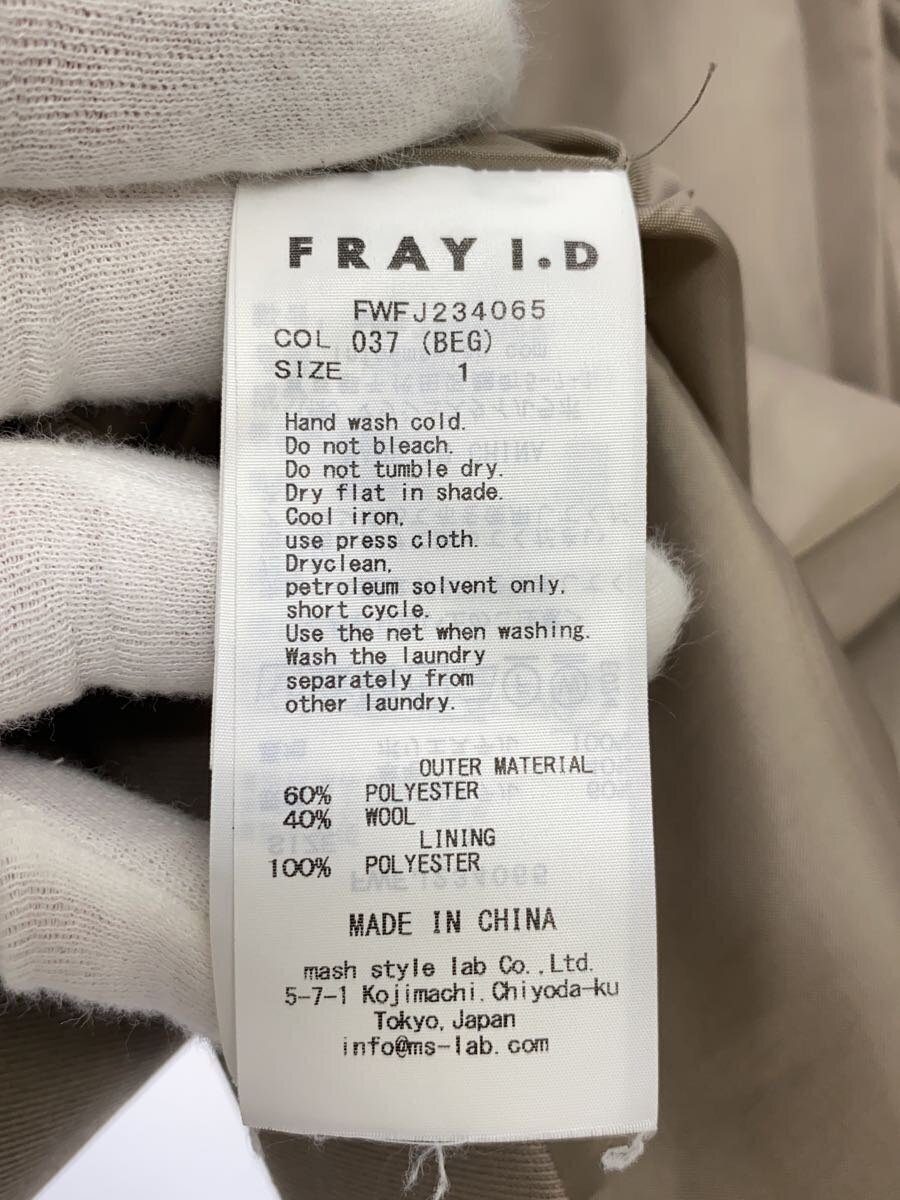 FRAY I.D
FWFJ234065
COL 037 (BEG)
SIZE 1
Hand wash cold.
Do not bleach.
Do not tumble dry.
Dry flat in shade.
Cool iron,
use press cloth.
Dryclean,
petroleum solvent only,
short cycle.
Use the net when washing.
Wash the laundry
separately from
other laundry.
OUTER MATERIAL
60% POLYESTER
40% WOOL
LINING
100% POLYESTER
MADE IN CHINA
mash style lab Co.,Ltd.
5-7-1 Kojimachi.Chiyoda-ku
Tokyo,Japan
info@ms-lab.com